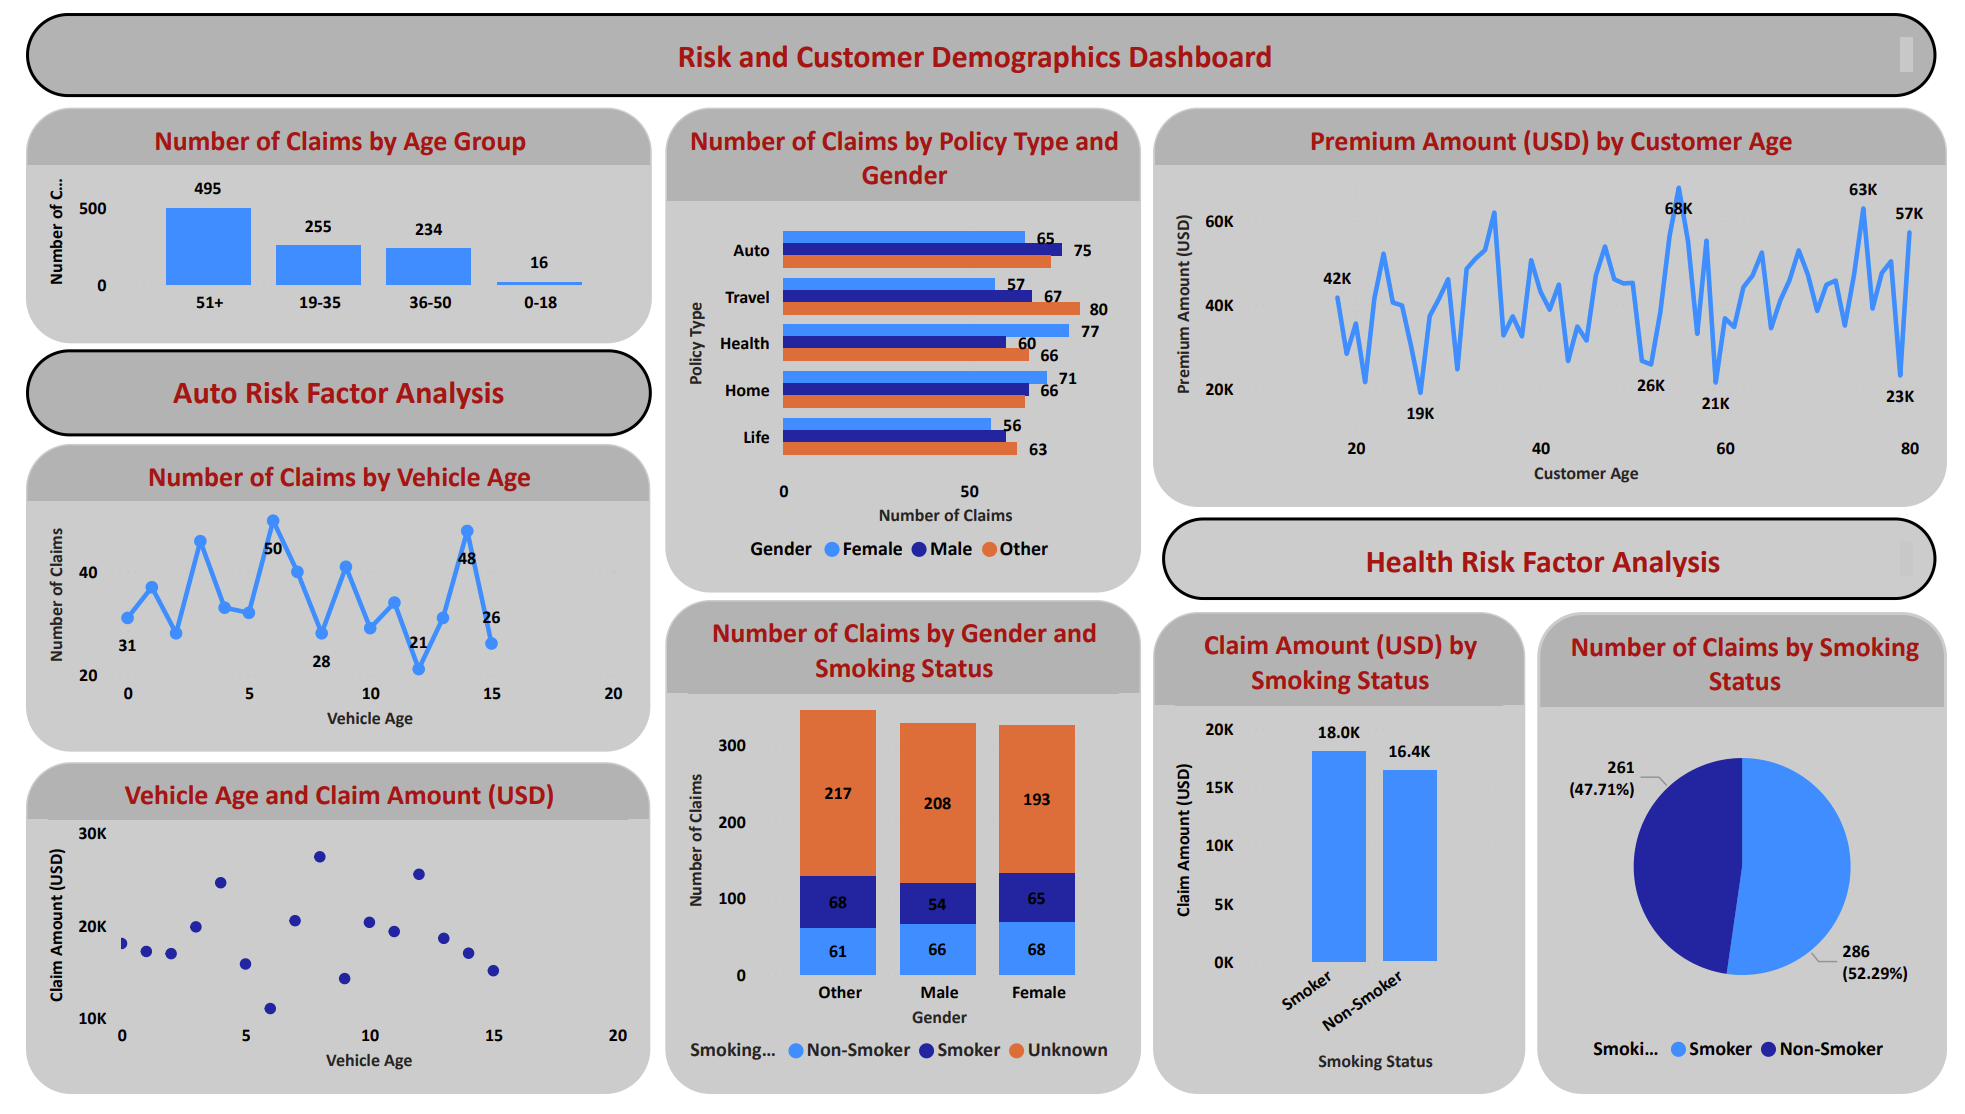 Risk and Customer Demographics Dashboard
Number of Claims by Age Group
Number of C...
500
0
495
255
234
16
51+
19-35
36-50
0-18
Auto Risk Factor Analysis
Number of Claims by Vehicle Age
Number of Claims
40
20
31
50
28
21
48
26
0
5
10
15
20
Vehicle Age
Vehicle Age and Claim Amount (USD)
Claim Amount (USD)
30K
20K
10K
0
5
10
15
20
Vehicle Age
Number of Claims by Policy Type and
Gender
Policy Type
Auto
65
75
Travel
57
67
80
Health
77
60
66
Home
71
66
Life
56
63
0
50
Number of Claims
Gender Female Male Other
Number of Claims by Gender and
Smoking Status
Number of Claims
300
200
100
0
217
208
193
68
54
65
61
66
68
Other
Male
Female
Gender
Smoking... Non-Smoker Smoker Unknown
Premium Amount (USD) by Customer Age
Premium Amount (USD)
60K
40K
20K
42K
19K
26K
68K
21K
63K
23K
57K
20
40
60
80
Customer Age
Health Risk Factor Analysis
Claim Amount (USD) by
Smoking Status
Claim Amount (USD)
20K
15K
10K
5K
0K
18.0K
16.4K
Smoker
Non-Smoker
Smoking Status
Number of Claims by Smoking
Status
261
(47.71%)
286
(52.29%)
Smoki... Smoker Non-Smoker